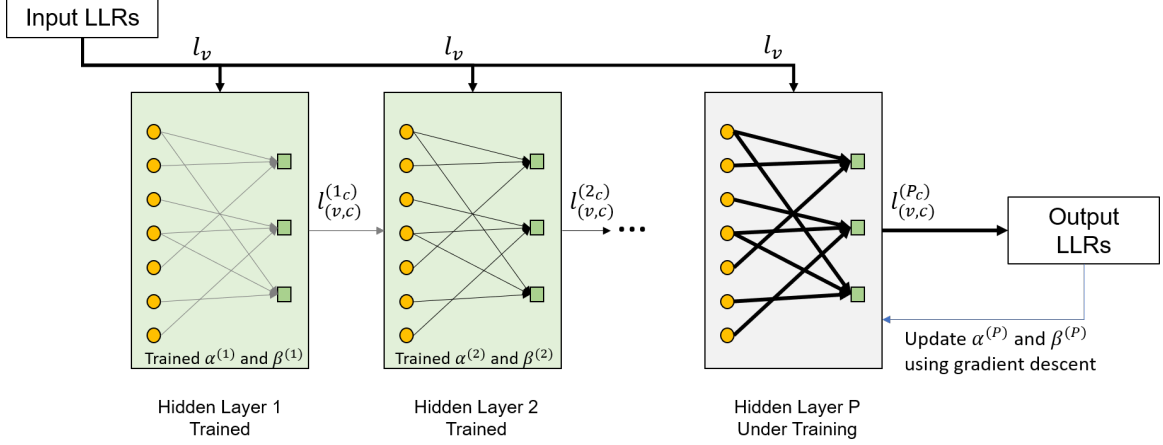 Input LLRs
l_v
l_v
l_v
l_{(v,c)}^{(1_c)}
l_{(v,c)}^{(2_c)}
•••
l_{(v,c)}^{(P_c)}
Output
LLRs
Trained α^{(1)} and β^{(1)}
Trained α^{(2)} and β^{(2)}
Update α^{(P)} and β^{(P)}
using gradient descent
Hidden Layer 1
Trained
Hidden Layer 2
Trained
Hidden Layer P
Under Training